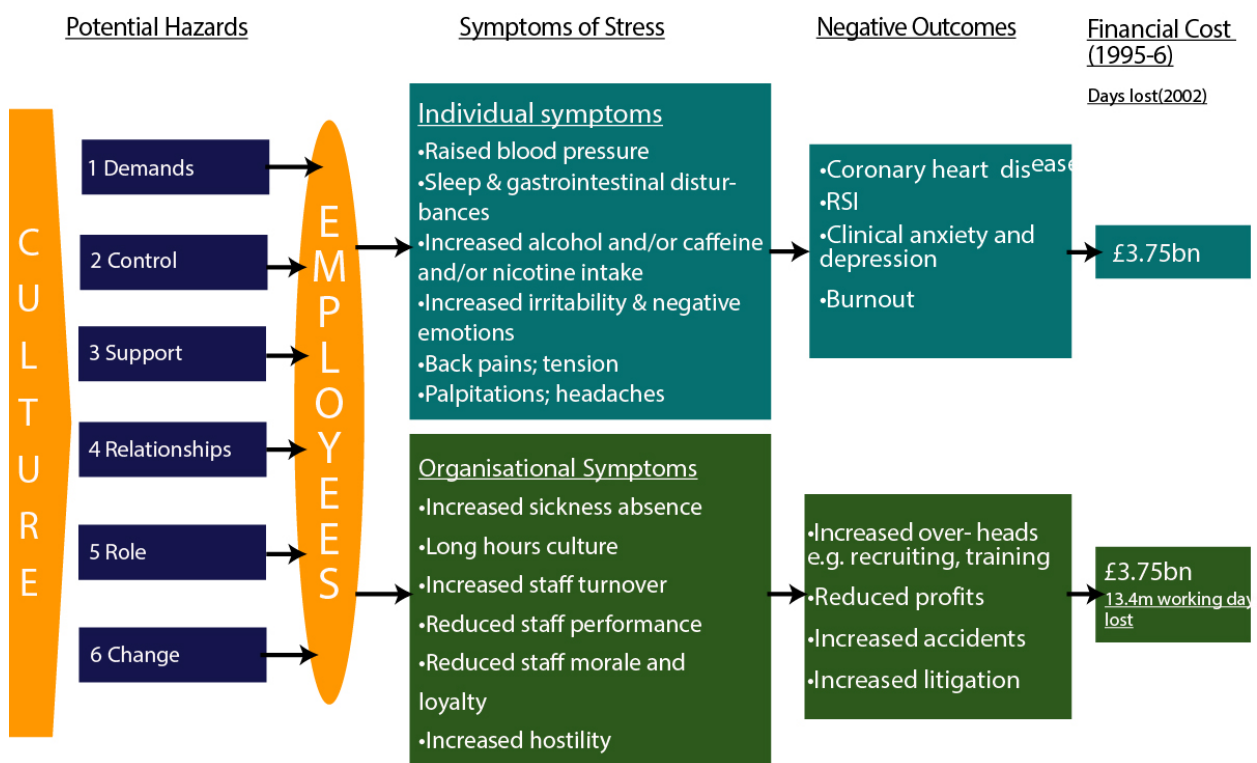 Potential Hazards
Symptoms of Stress
Negative Outcomes
Financial Cost
(1995-6)
Days lost(2002)
CULTURE
1 Demands
2 Control
3 Support
4 Relationships
5 Role
6 Change
EMPLOYEES
Individual symptoms
•Raised blood pressure
•Sleep & gastrointestinal distur-
bances
•Increased alcohol and/or caffeine
and/or nicotine intake
•Increased irritability & negative
emotions
•Back pains; tension
•Palpitations; headaches
•Coronary heart disease
•RSI
•Clinical anxiety and
depression
•Burnout
£3.75bn
Organisational Symptoms
•Increased sickness absence
•Long hours culture
•Increased staff turnover
•Reduced staff performance
•Reduced staff morale and
loyalty
•Increased hostility
•Increased over- heads
e.g. recruiting, training
•Reduced profits
•Increased accidents
•Increased litigation
£3.75bn
13.4m working day
lost